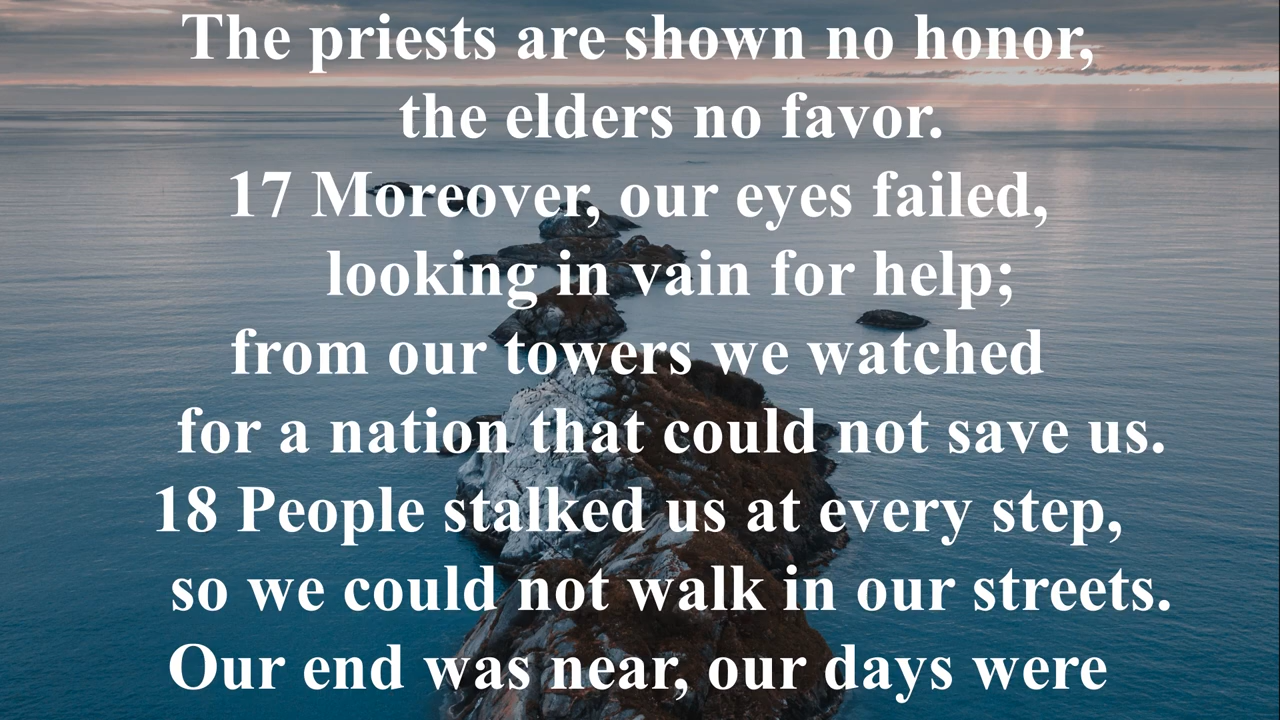 The priests are shown no honor,
the elders no favor.
17 Moreover, our eyes failed,
looking in vain for help;
from our towers we watched
for a nation that could not save us.
18 People stalked us at every step,
so we could not walk in our streets.
Our end was near, our days were